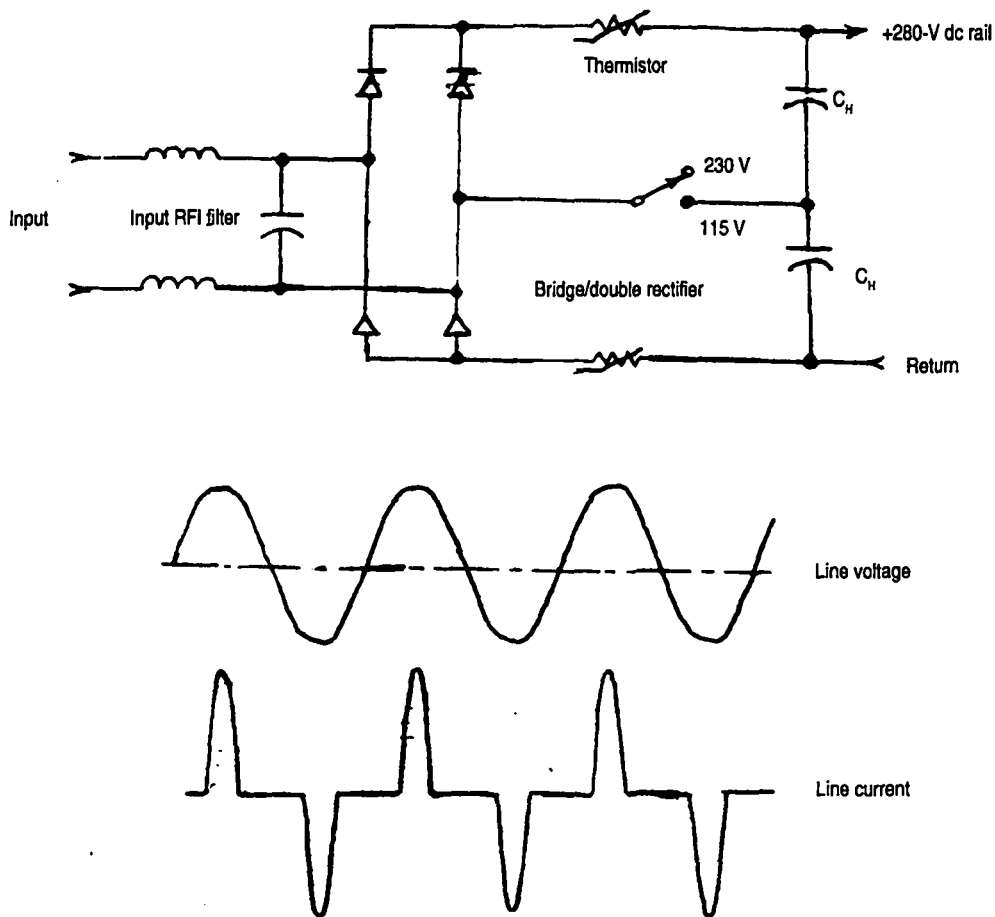 +280-V dc rail
Thermistor
C_H
230 V
Input
Input RFI filter
115 V
Bridge/double rectifier
C_H
Return
Line voltage
Line current